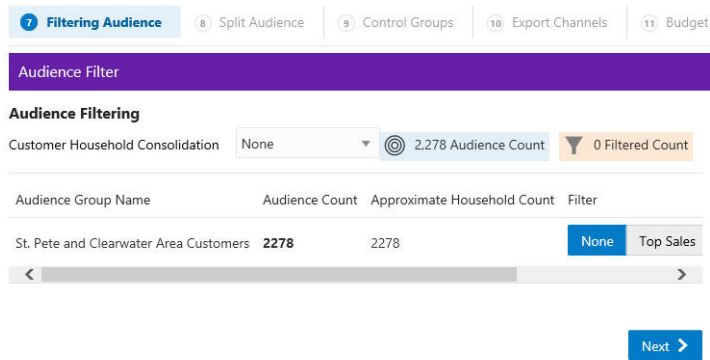 7 Filtering Audience 8 Split Audience 9 Control Groups 10 Export Channels 11 Budget
Audience Filter
Audience Filtering
Customer Household Consolidation None 2,278 Audience Count 0 Filtered Count
Audience Group Name Audience Count Approximate Household Count Filter
St. Pete and Clearwater Area Customers 2278 2278 None Top Sales
Next